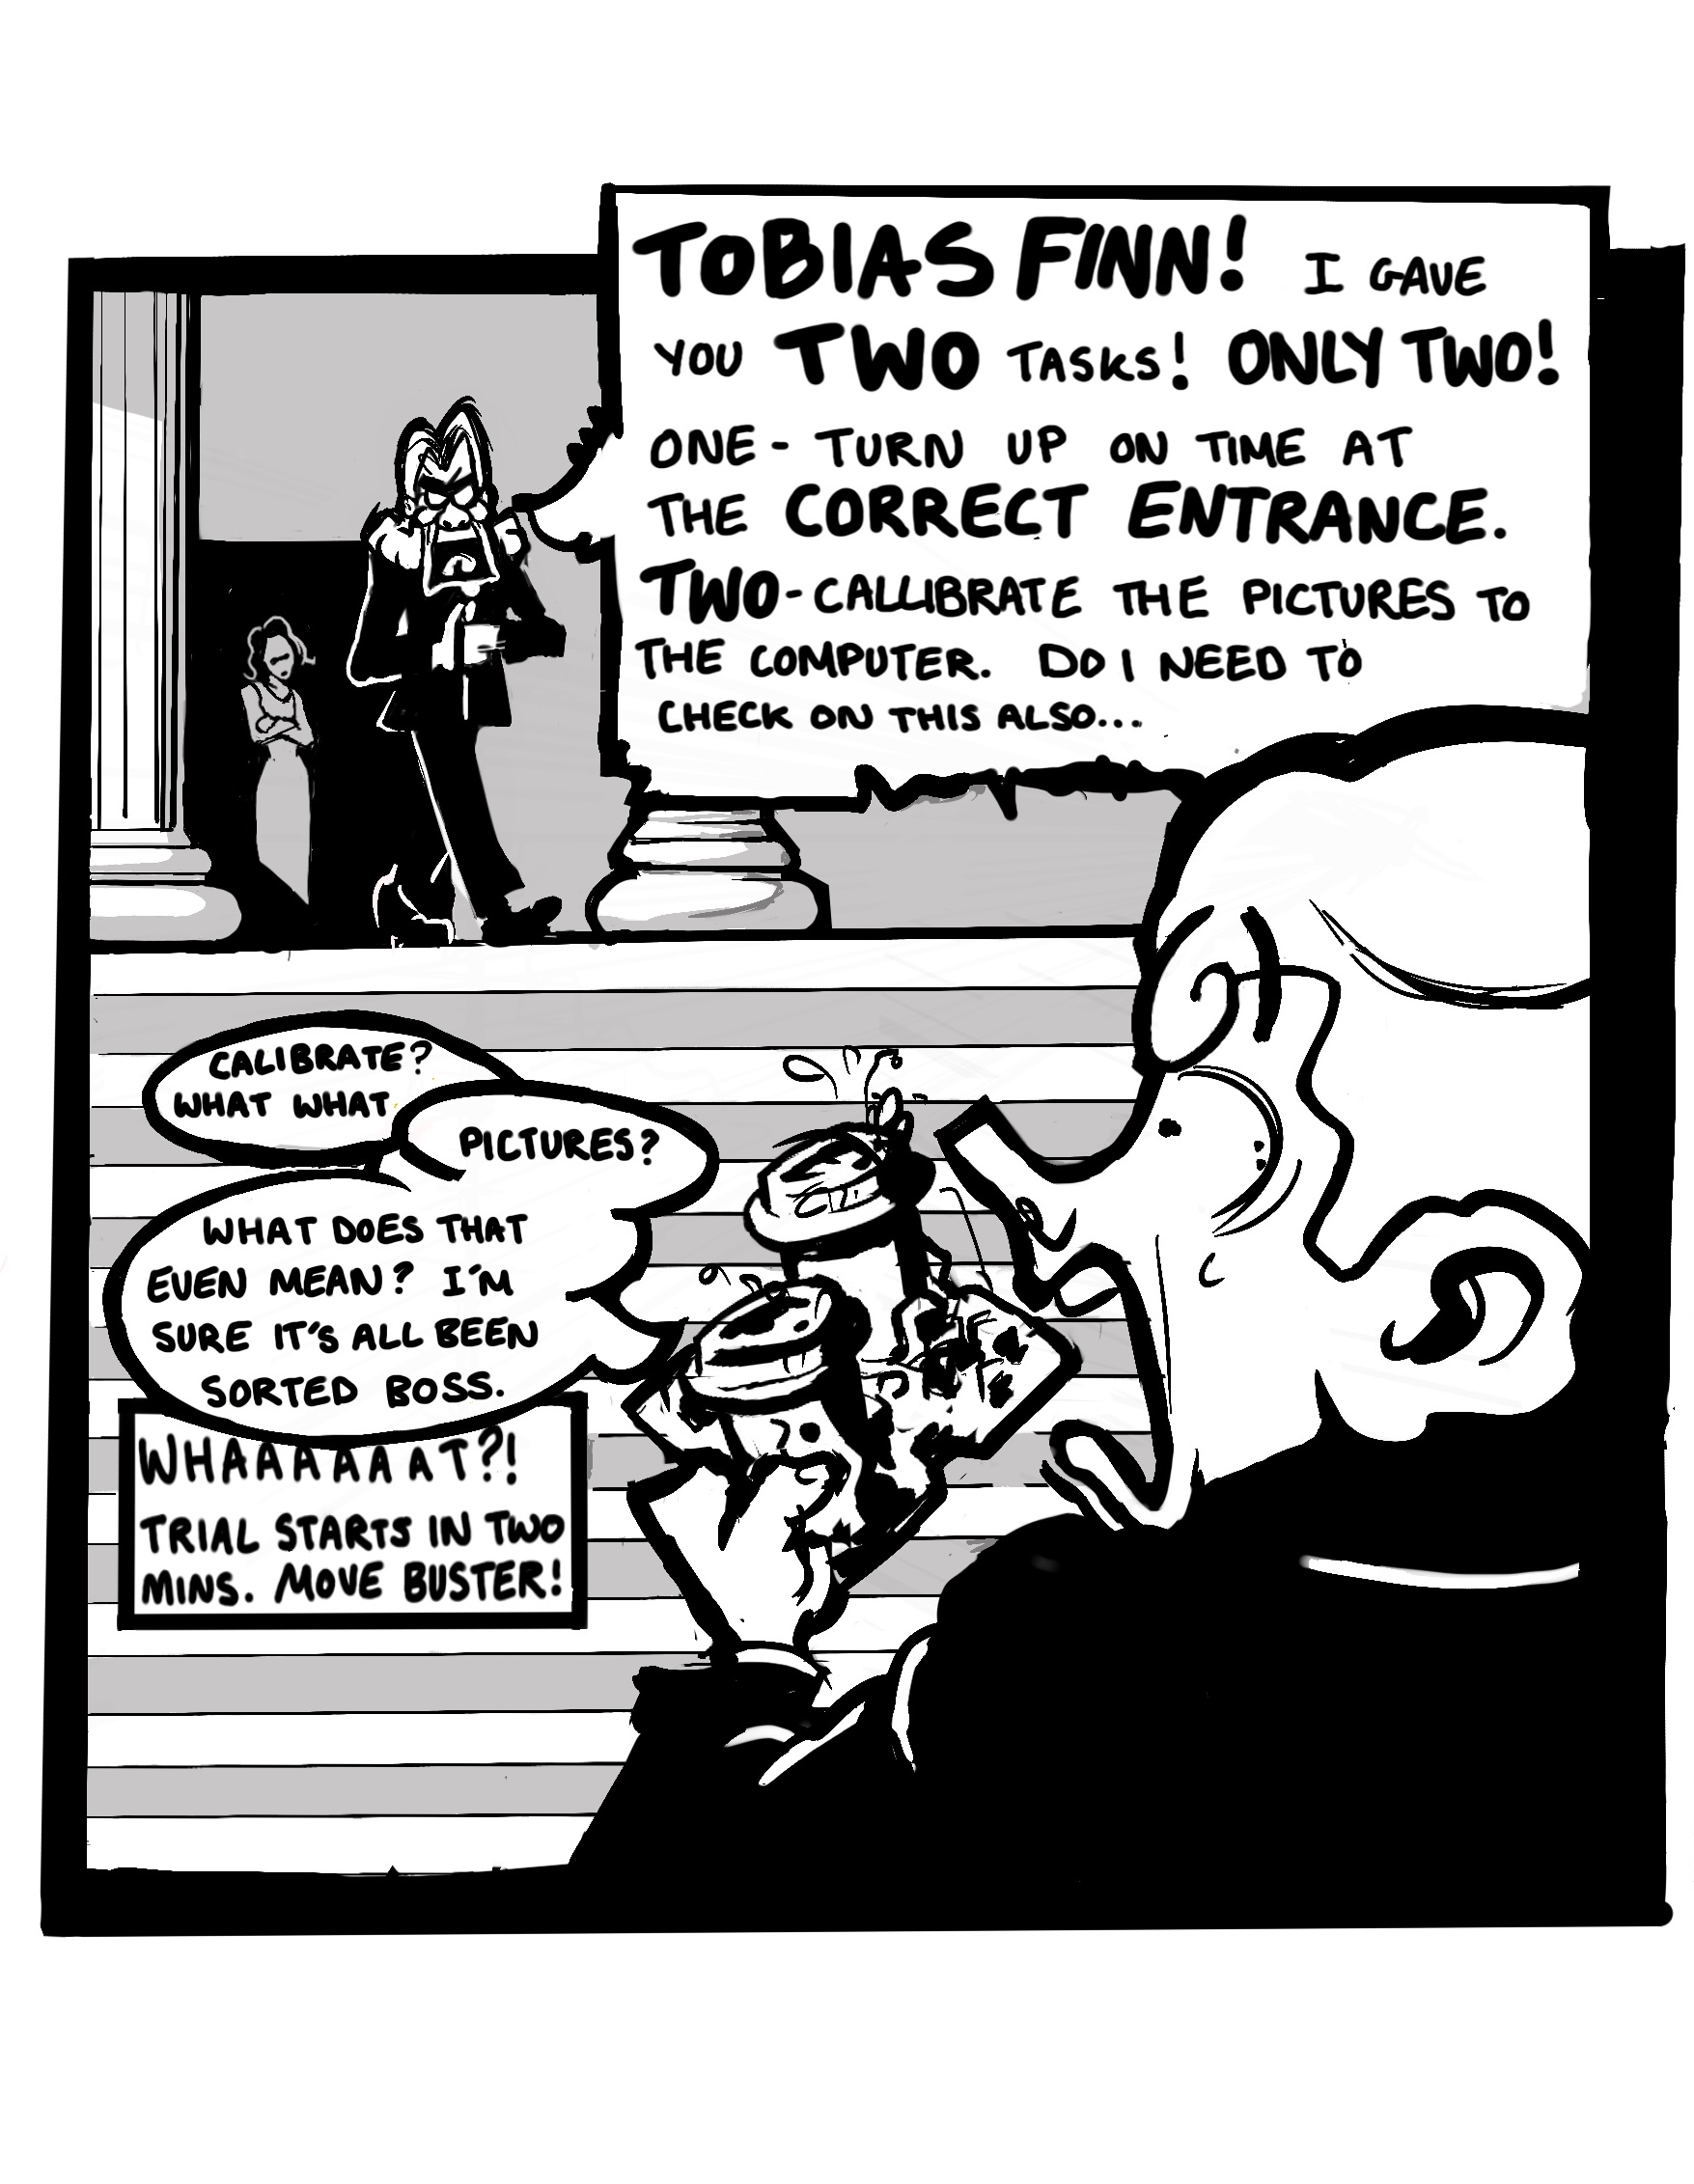 TOBIAS FINN! I GAVE
YOU TWO TASKS! ONLY TWO!
ONE- TURN UP ON TIME AT
THE CORRECT ENTRANCE.
TWO-CALLIBRATE THE PICTURES TO
THE COMPUTER. DO I NEED TO
CHECK ON THIS ALSO...
CALIBRATE?
WHAT WHAT
PICTURES?
WHAT DOES THAT
EVEN MEAN? I'M
SURE IT'S ALL BEEN
SORTED BOSS.
WHAAAAAAT?!
TRIAL STARTS IN TWO
MINS. MOVE BUSTER!